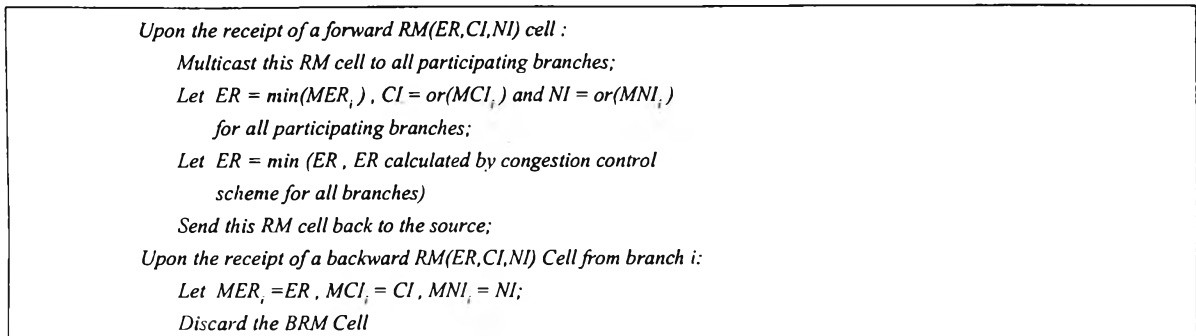 Upon the receipt of a forward RM(ER,CI,NI) cell :
Multicast this RM cell to all participating branches;
Let ER = min(MER_i ) , CI = or(MCI_i ) and NI = or(MNI_i )
for all participating branches;
Let ER = min (ER , ER calculated by congestion control
scheme for all branches)
Send this RM cell back to the source;
Upon the receipt of a backward RM(ER,CI,NI) Cell from branch i:
Let MER_i =ER , MCI_i = CI , MNI_i = NI;
Discard the BRM Cell